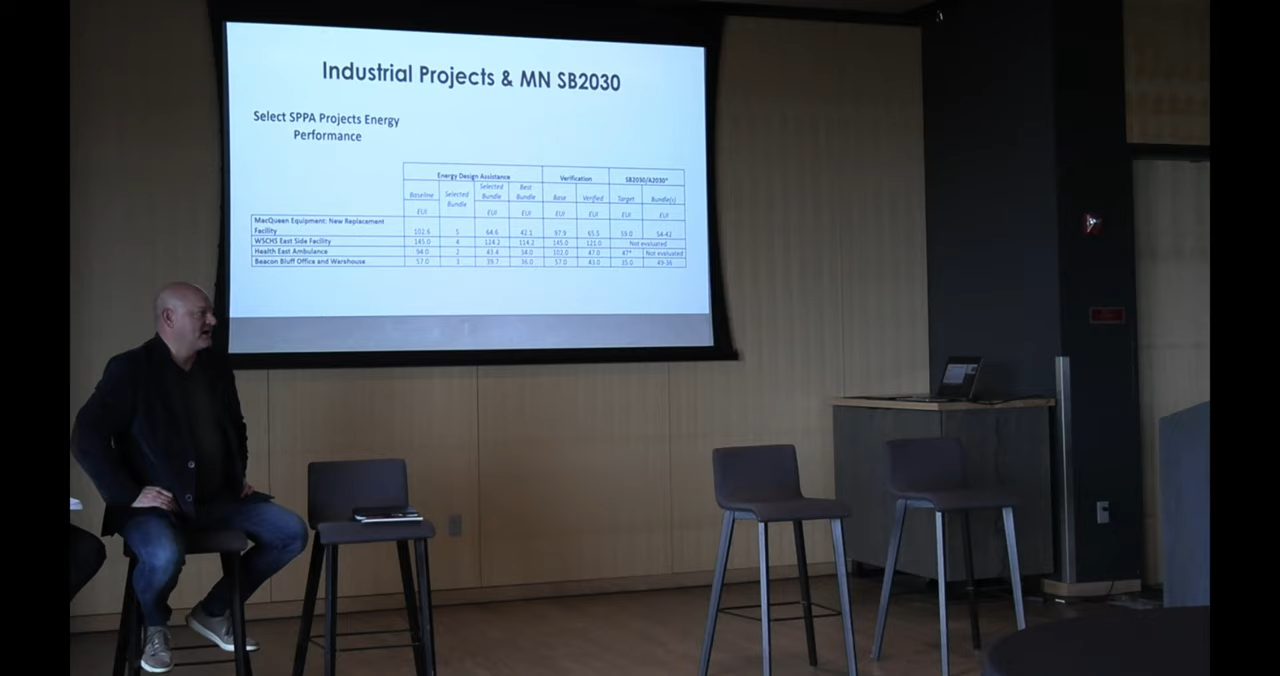 Industrial Projects & MN SB2030
Select SPPA Projects Energy
Performance
Energy Design Assistance Verification SB2030/A2030*
Baseline Selected Bundle Selected Bundle Best Bundle Base Verified Target Bundle(s)
EUI EUI EUI EUI EUI EUI EUI
MacQueen Equipment: New Replacement
Facility 102.6 5 64.6 42.1 97.9 65.5 59.0 54-42
WSCHS East Side Facility 145.0 4 114.2 114.2 145.0 121.0 Not evaluated
Health East Ambulance 94.0 2 43.4 34.0 102.0 47.0 47* Not evaluated
Beacon Bluff Office and Warehouse 57.0 3 39.7 36.0 57.0 43.0 35.0 49-36